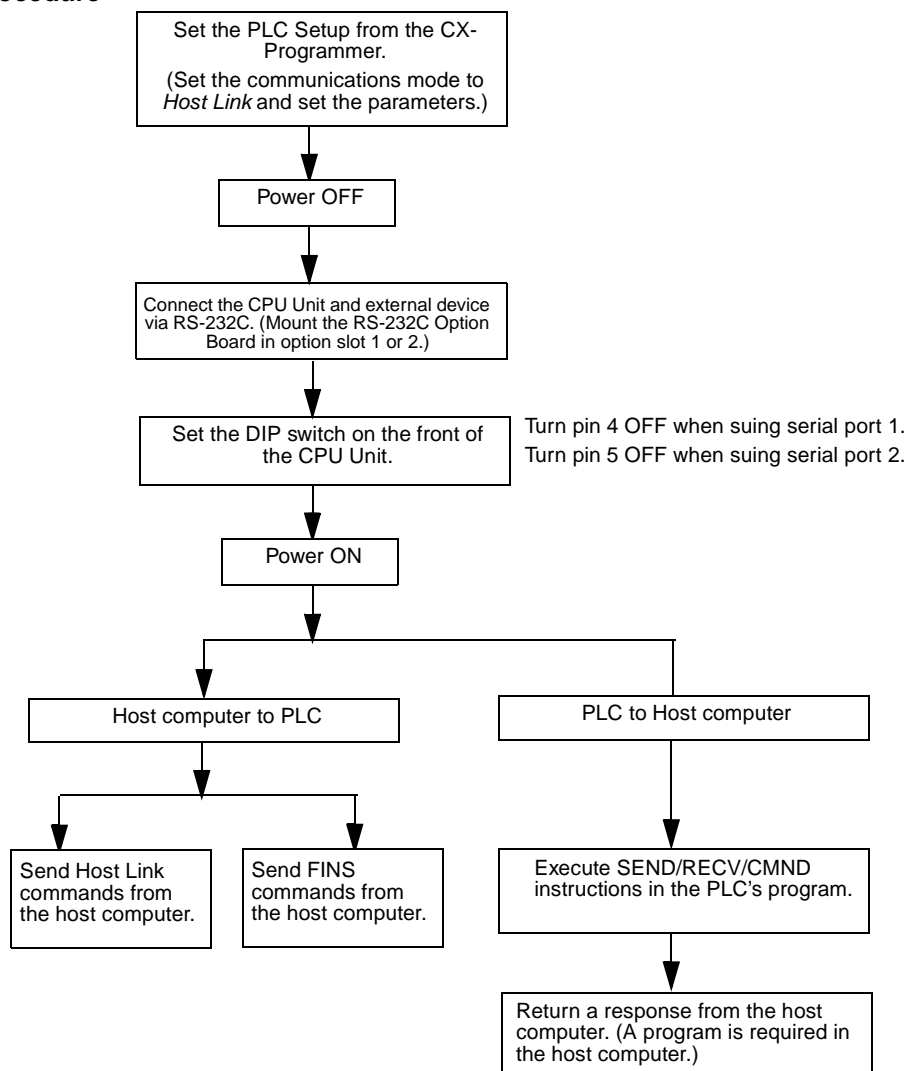 Set the PLC Setup from the CX-
Programmer.
(Set the communications mode to
Host Link and set the parameters.)
Power OFF
Connect the CPU Unit and external device
via RS-232C. (Mount the RS-232C Option
Board in option slot 1 or 2.)
Set the DIP switch on the front of
the CPU Unit.
Turn pin 4 OFF when suing serial port 1.
Turn pin 5 OFF when suing serial port 2.
Power ON
Host computer to PLC
PLC to Host computer
Send Host Link
commands from
the host computer.
Send FINS
commands from
the host computer.
Execute SEND/RECV/CMND
instructions in the PLC's program.
Return a response from the host
computer. (A program is required in
the host computer.)